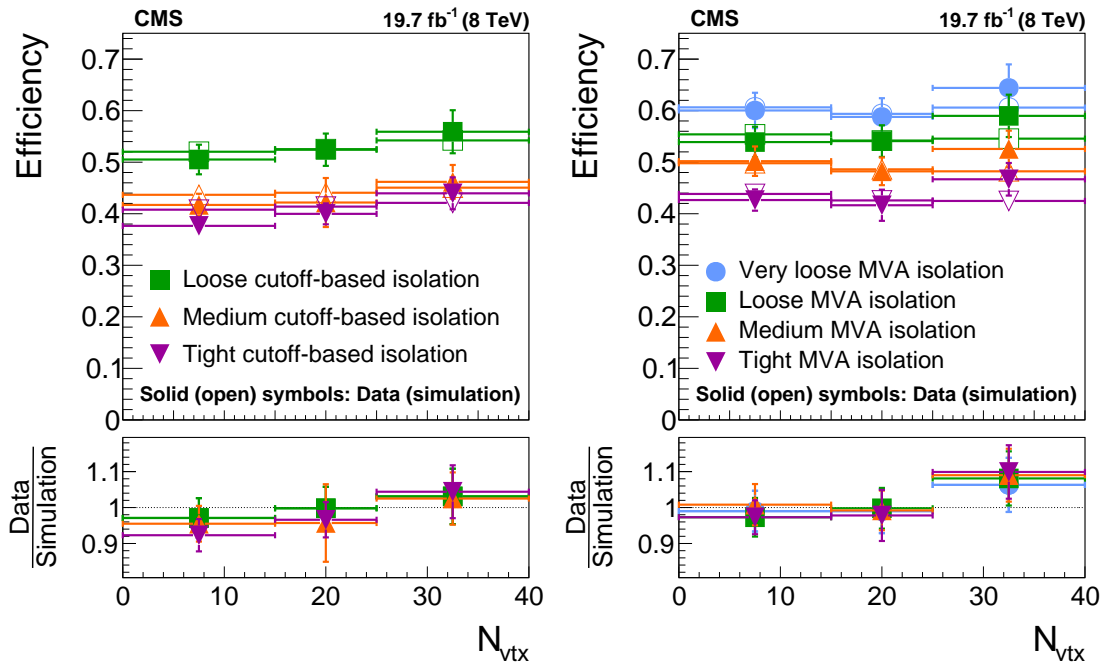 CMS
19.7 fb⁻¹ (8 TeV)
Efficiency
0.7
0.6
0.5
0.4
0.3
0.2
0.1
0
Loose cutoff-based isolation
Medium cutoff-based isolation
Tight cutoff-based isolation
Solid (open) symbols: Data (simulation)
Data
Simulation
1.1
1
0.9
0 10 20 30 40
N_vtx
CMS
19.7 fb⁻¹ (8 TeV)
Efficiency
0.7
0.6
0.5
0.4
0.3
0.2
0.1
0
Very loose MVA isolation
Loose MVA isolation
Medium MVA isolation
Tight MVA isolation
Solid (open) symbols: Data (simulation)
Data
Simulation
1.1
1
0.9
0 10 20 30 40
N_vtx